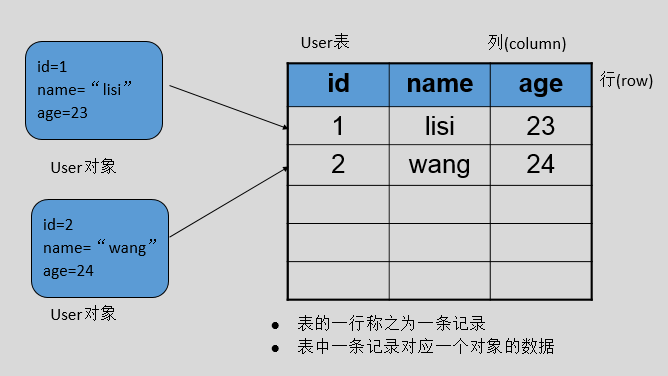 User表
列(column)
行(row)
id=1
name=“lisi”
age=23
User对象
id=2
name=“wang”
age=24
User对象
id name age
1 lisi 23
2 wang 24
● 表的一行称之为一条记录
● 表中一条记录对应一个对象的数据